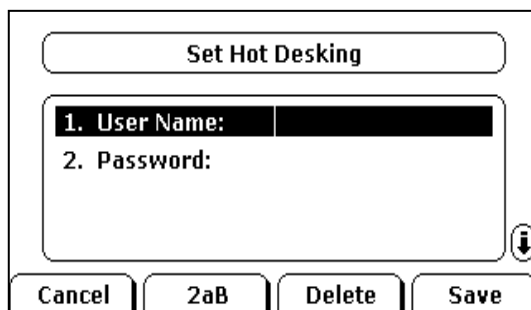 Set Hot Desking
1. User Name:
2. Password:
Cancel 2aB Delete Save